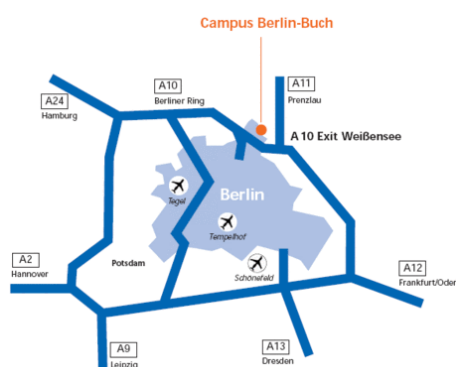 Campus Berlin-Buch
A10
Berliner Ring
A11
Prenzlau
A24
Hamburg
A 10 Exit Weißensee
Tegel
Berlin
Tempelhof
A2
Hannover
Potsdam
Schönefeld
A12
Frankfurt/Oder
A9
Leipzig
A13
Dresden